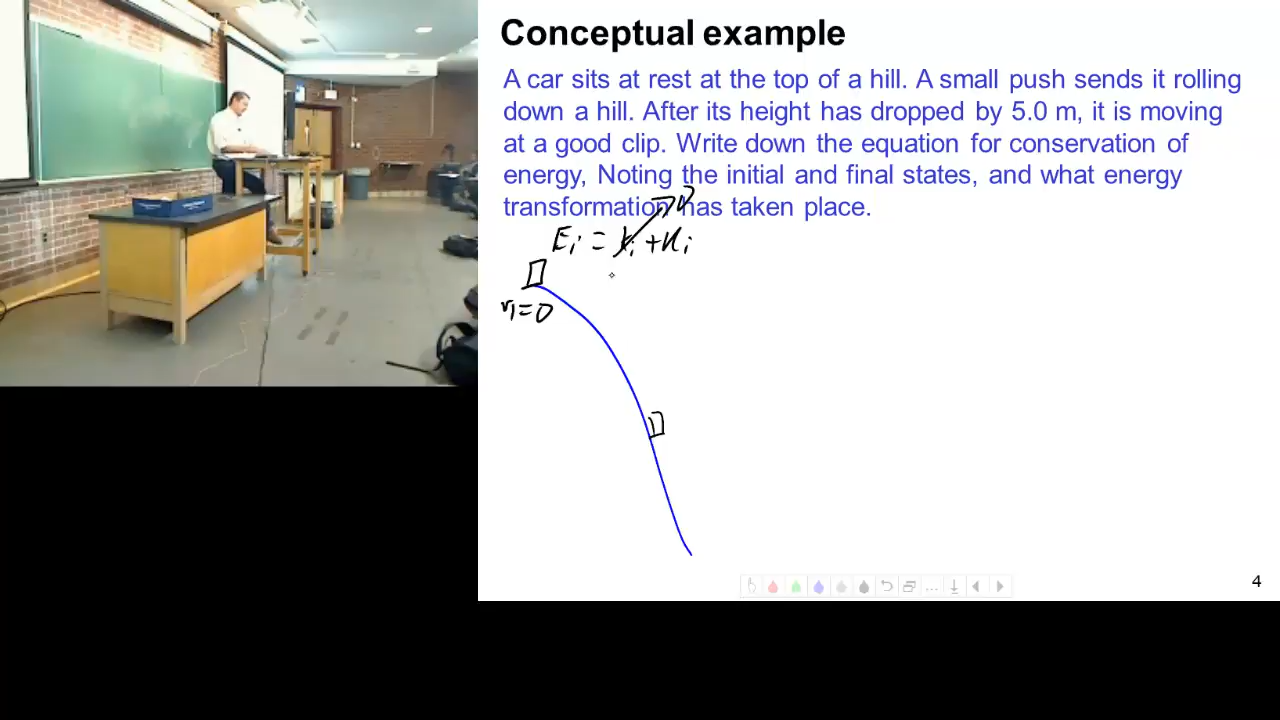 Conceptual example
A car sits at rest at the top of a hill. A small push sends it rolling
down a hill. After its height has dropped by 5.0 m, it is moving
at a good clip. Write down the equation for conservation of
energy, Noting the initial and final states, and what energy
transformation has taken place.
0
Ei = Ki + Ui
v1=0
4